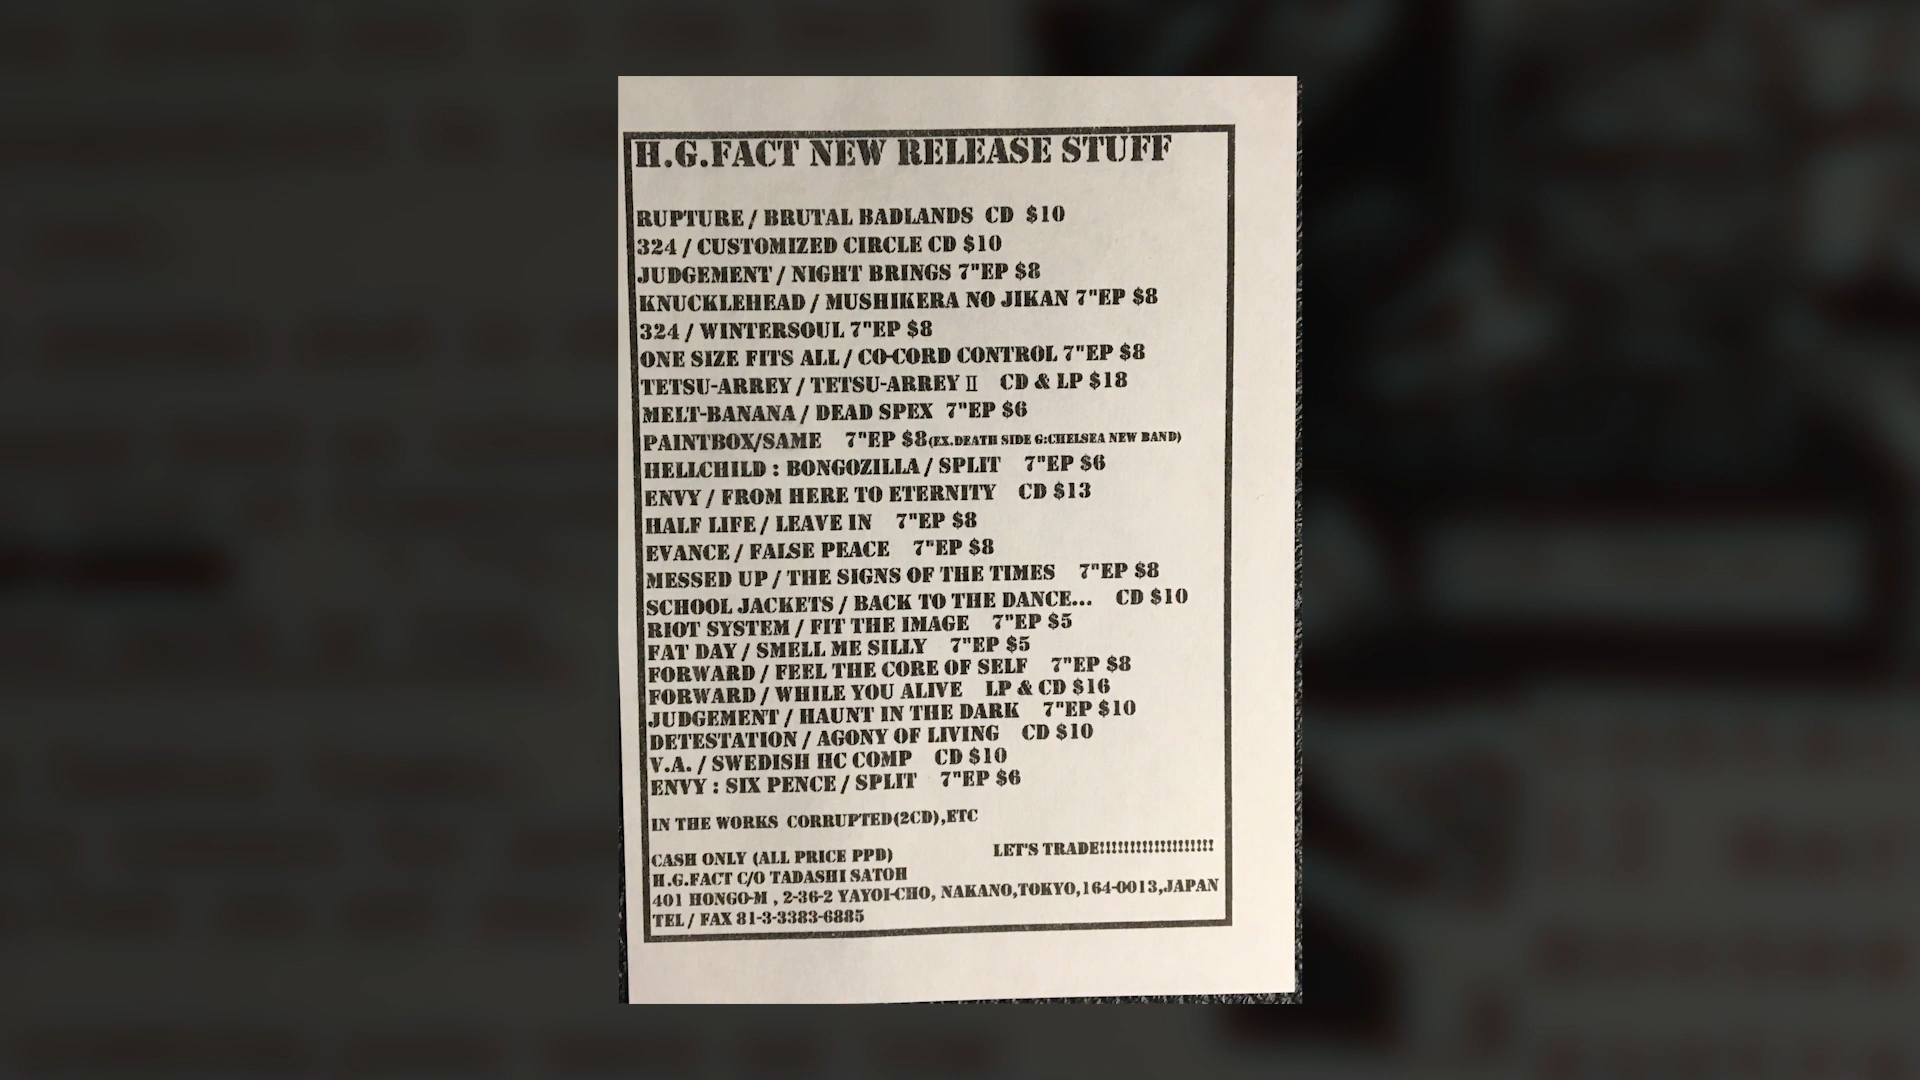 H.G.FACT NEW RELEASE STUFF
RUPTURE / BRUTAL BADLANDS CD $10
324 / CUSTOMIZED CIRCLE CD $10
JUDGEMENT / NIGHT BRINGS 7"EP $8
KNUCKLEHEAD / MUSHIKERA NO JIKAN 7"EP $8
324 / WINTERSOUL 7"EP $8
ONE SIZE FITS ALL / CO-CORD CONTROL 7"EP $8
TETSU-ARREY / TETSU-ARREY II CD & LP $18
MELT-BANANA / DEAD SPEX 7"EP $6
PAINTBOX/SAME 7"EP $8(EX.DEATH SIDE G:CHELSEA NEW BAND)
HELLCHILD : BONGOZILLA / SPLIT 7"EP $6
ENVY / FROM HERE TO ETERNITY CD $13
HALF LIFE / LEAVE IN 7"EP $8
EVANCE / FALSE PEACE 7"EP $8
MESSED UP / THE SIGNS OF THE TIMES 7"EP $8
SCHOOL JACKETS / BACK TO THE DANCE... CD $10
RIOT SYSTEM / FIT THE IMAGE 7"EP $5
FAT DAY / SMELL ME SILLY 7"EP $5
FORWARD / FEEL THE CORE OF SELF 7"EP $8
FORWARD / WHILE YOU ALIVE LP & CD $16
JUDGEMENT / HAUNT IN THE DARK 7"EP $10
DETESTATION / AGONY OF LIVING CD $10
V.A. / SWEDISH HC COMP CD $10
ENVY : SIX PENCE / SPLIT 7"EP $6
IN THE WORKS CORRUPTED(2CD),ETC
LET'S TRADE!!!!!!!!!!!!!!!!!!!
CASH ONLY (ALL PRICE PPD)
H.G.FACT C/O TADASHI SATOH
401 HONGO-M , 2-36-2 YAYOI-CHO, NAKANO,TOKYO,164-0013,JAPAN
TEL / FAX 81-3-3383-6885